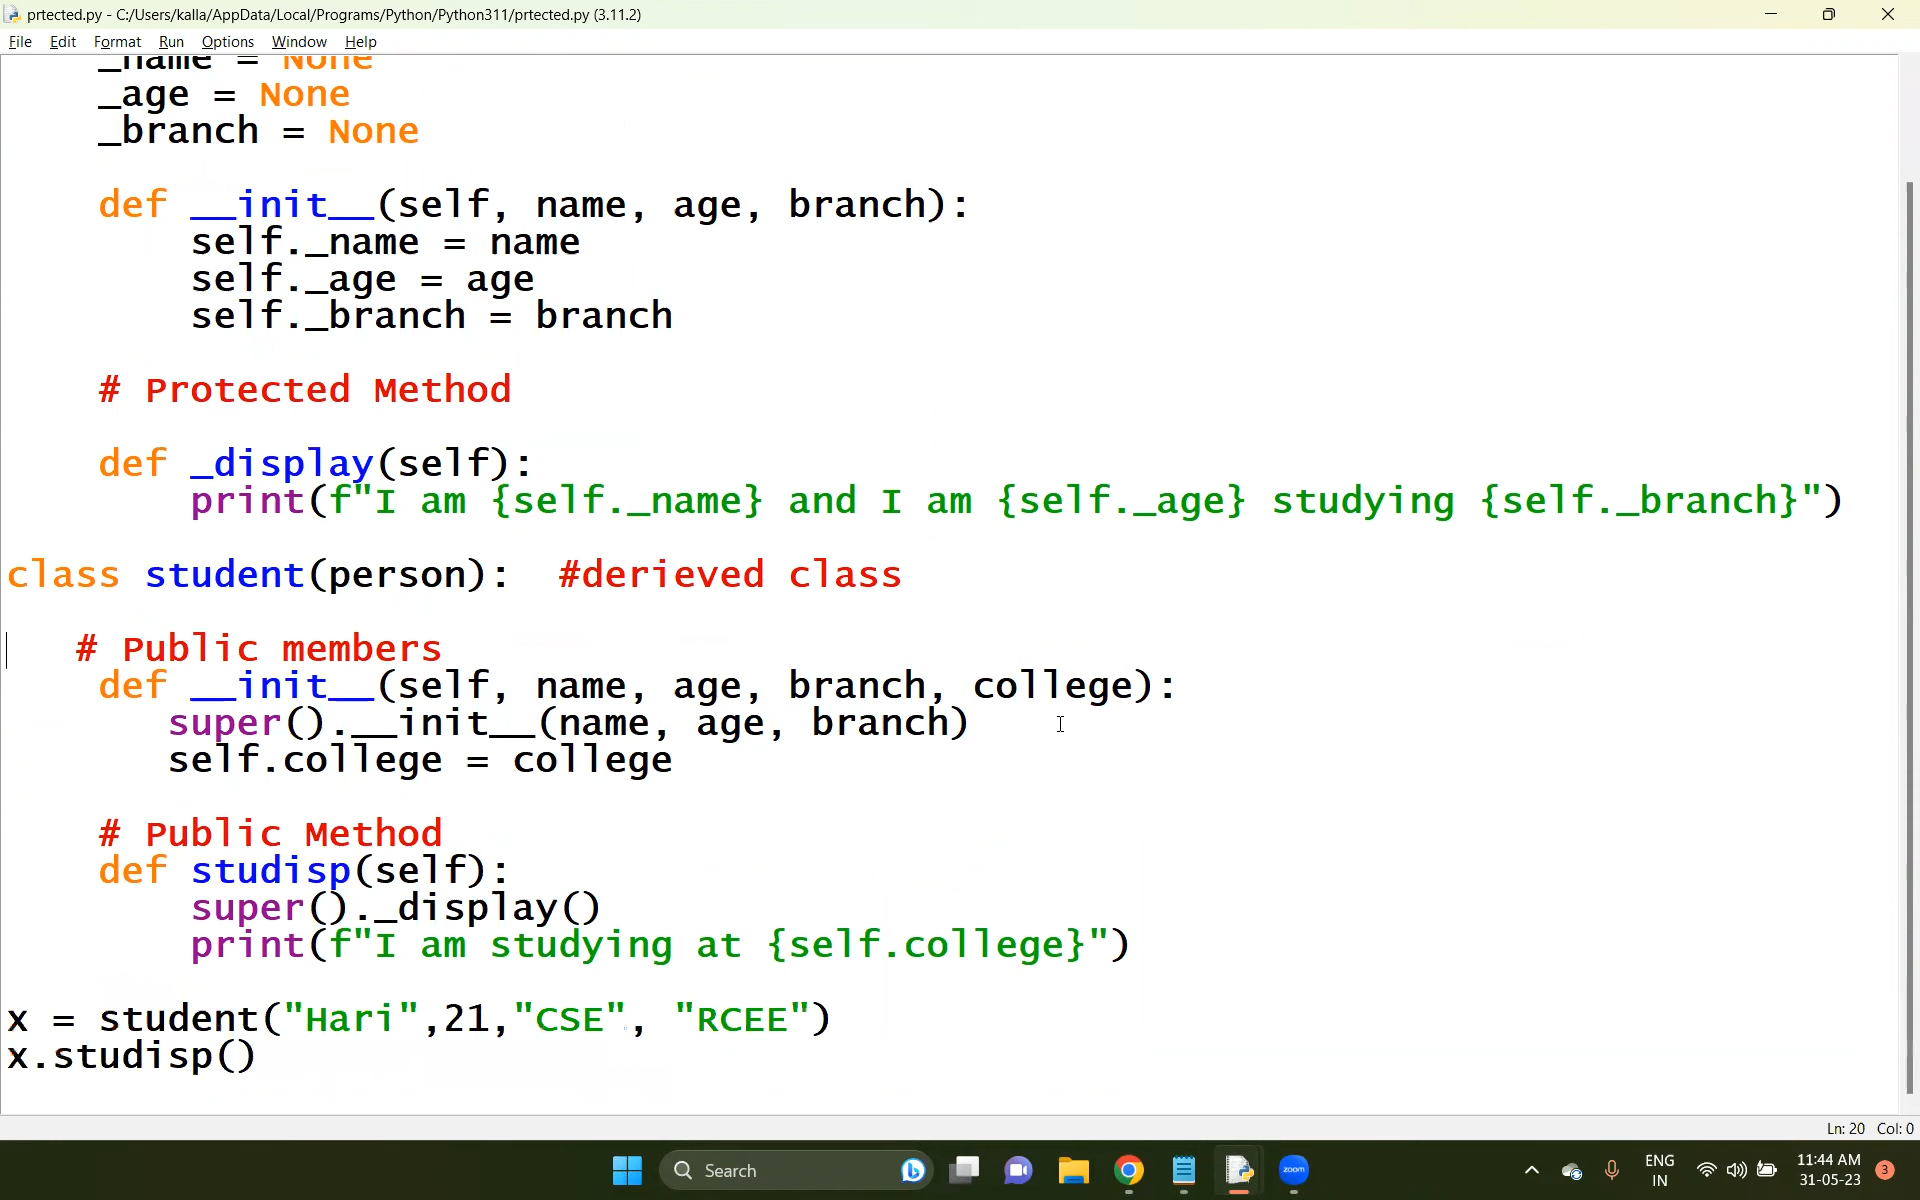 prtected.py - C:/Users/kalla/AppData/Local/Programs/Python/Python311/prtected.py (3.11.2)
File Edit Format Run Options Window Help
_name = None
_age = None
_branch = None
def __init__(self, name, age, branch):
self._name = name
self._age = age
self._branch = branch
# Protected Method
def _display(self):
print(f"I am {self._name} and I am {self._age} studying {self._branch}")
class student(person): #derieved class
# Public members
def __init__(self, name, age, branch, college):
super().__init__(name, age, branch)
self.college = college
# Public Method
def studisp(self):
super()._display()
print(f"I am studying at {self.college}")
x = student("Hari",21,"CSE", "RCEE")
x.studisp()
Ln: 20 Col: 0
Search
zoom
ENG
IN
11:44 AM
31-05-23
3